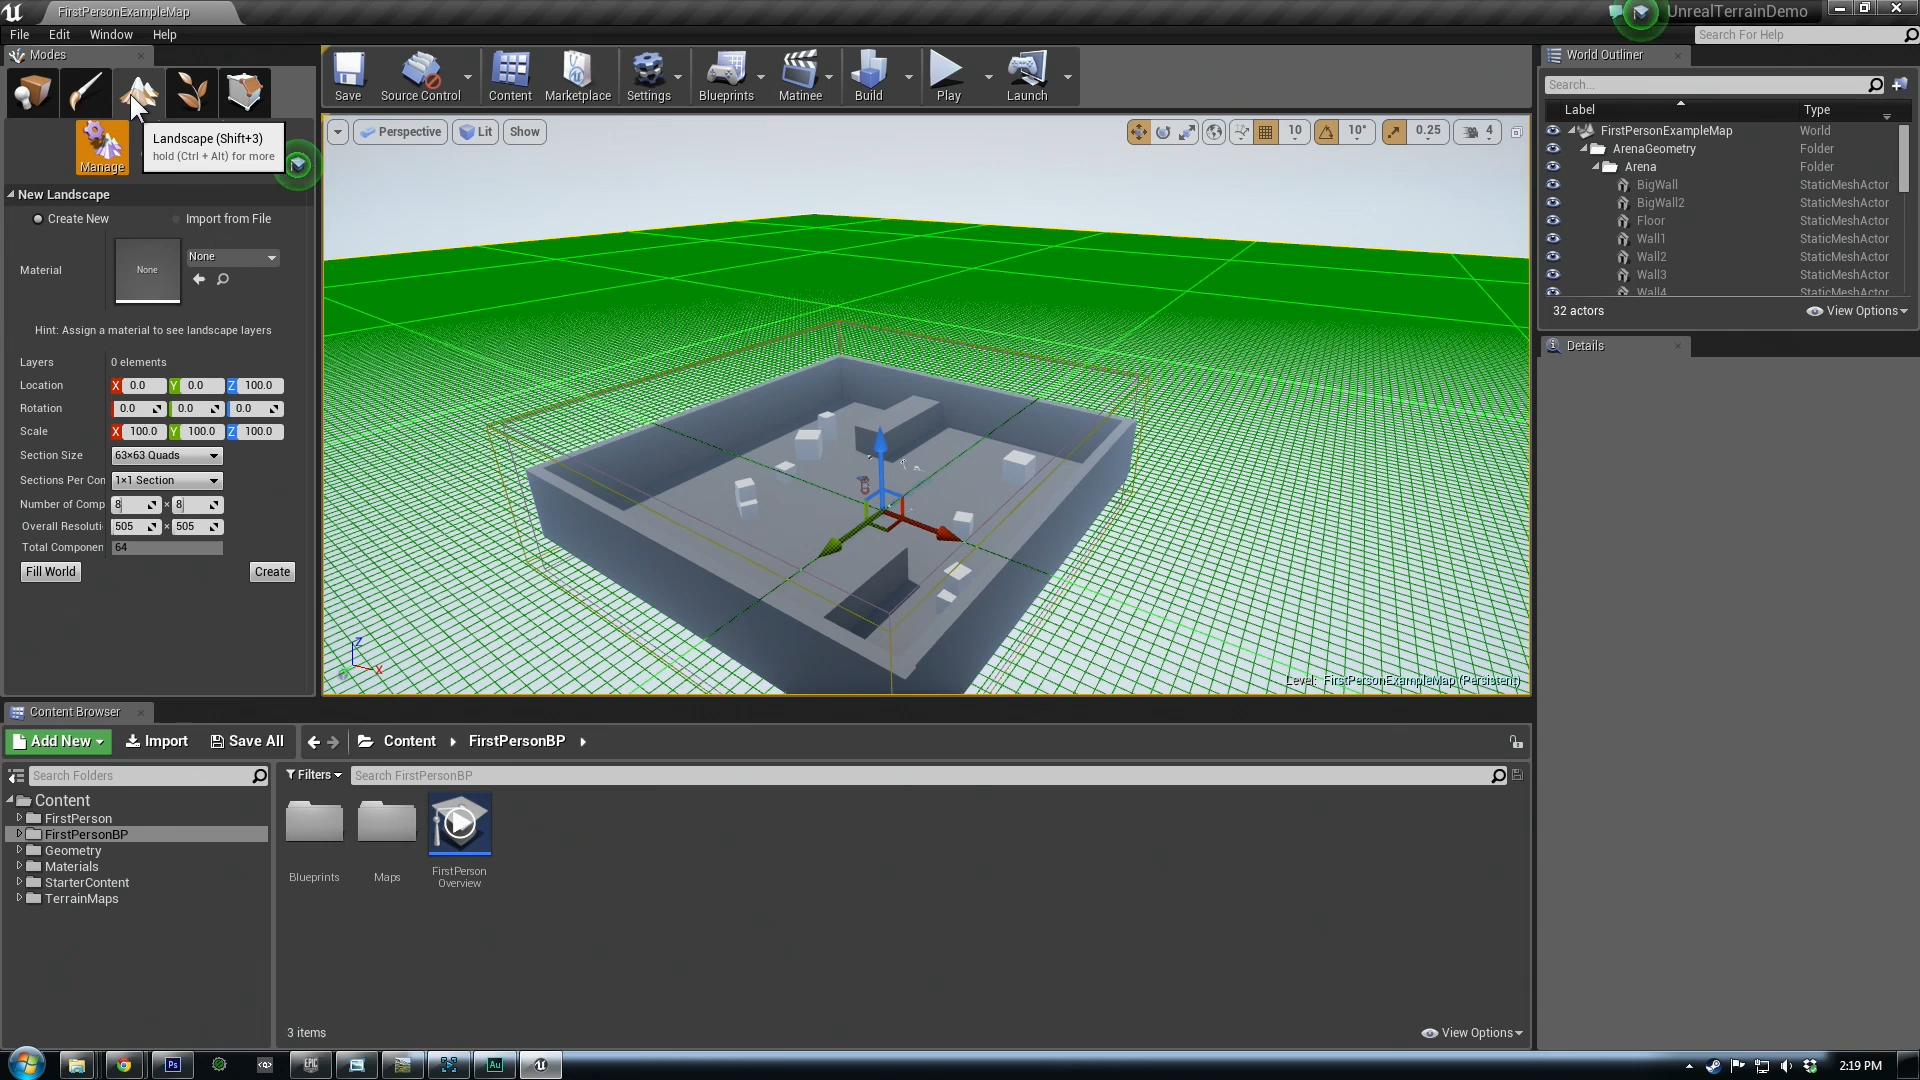 FirstPersonExampleMap
UnrealTerrainDemo
File Edit Window Help
Search For Help
Modes
Save
Source Control
Content
Marketplace
Settings
Blueprints
Matinee
Build
Play
Launch
Landscape (Shift+3)
hold (Ctrl + Alt) for more
Manage
New Landscape
Create New
Import from File
Material
None
None
Hint: Assign a material to see landscape layers
Layers 0 elements
Location X 0.0 Y 0.0 Z 100.0
Rotation 0.0 0.0 0.0
Scale X 100.0 Y 100.0 Z 100.0
Section Size 63×63 Quads
Sections Per Con 1×1 Section
Number of Comp 8 × 8
Overall Resoluti 505 × 505
Total Componen 64
Fill World
Create
Perspective
Lit
Show
10
10°
0.25
4
Z
X
Level: FirstPersonExampleMap (Persistent)
World Outliner
Search...
Label Type
FirstPersonExampleMap World
ArenaGeometry Folder
Arena Folder
BigWall StaticMeshActor
BigWall2 StaticMeshActor
Floor StaticMeshActor
Wall1 StaticMeshActor
Wall2 StaticMeshActor
Wall3 StaticMeshActor
Wall4 StaticMeshActor
32 actors
View Options
Details
Content Browser
Add New
Import
Save All
Content
FirstPersonBP
Search Folders
Filters
Search FirstPersonBP
Content
FirstPerson
FirstPersonBP
Geometry
Materials
StarterContent
TerrainMaps
Blueprints
Maps
FirstPerson
Overview
3 items
View Options
Ps
EPIC
Au
2:19 PM